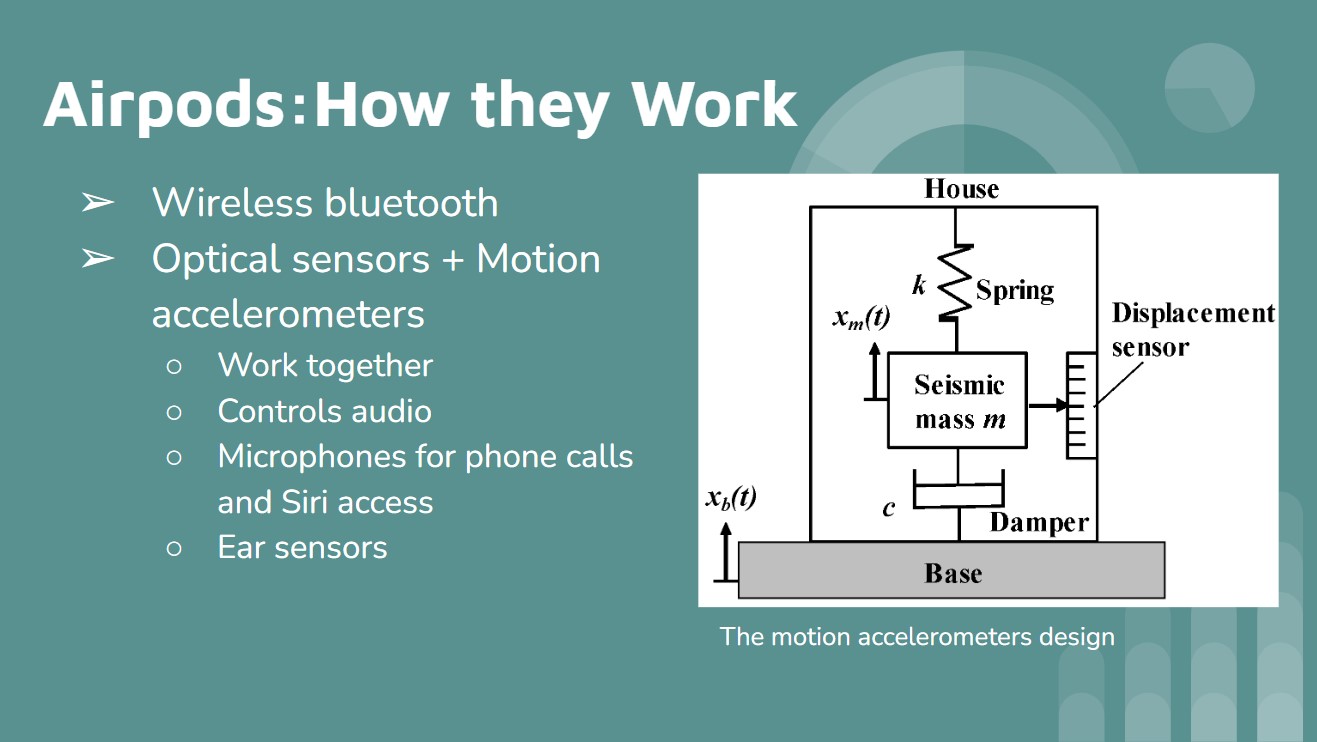 Airpods:How they Work
➢ Wireless bluetooth
➢ Optical sensors + Motion
accelerometers
○ Work together
○ Controls audio
○ Microphones for phone calls
and Siri access
○ Ear sensors
House
k
Spring
xₘ(t)
Displacement
sensor
Seismic
mass m
x_b(t)
c
Damper
Base
The motion accelerometers design